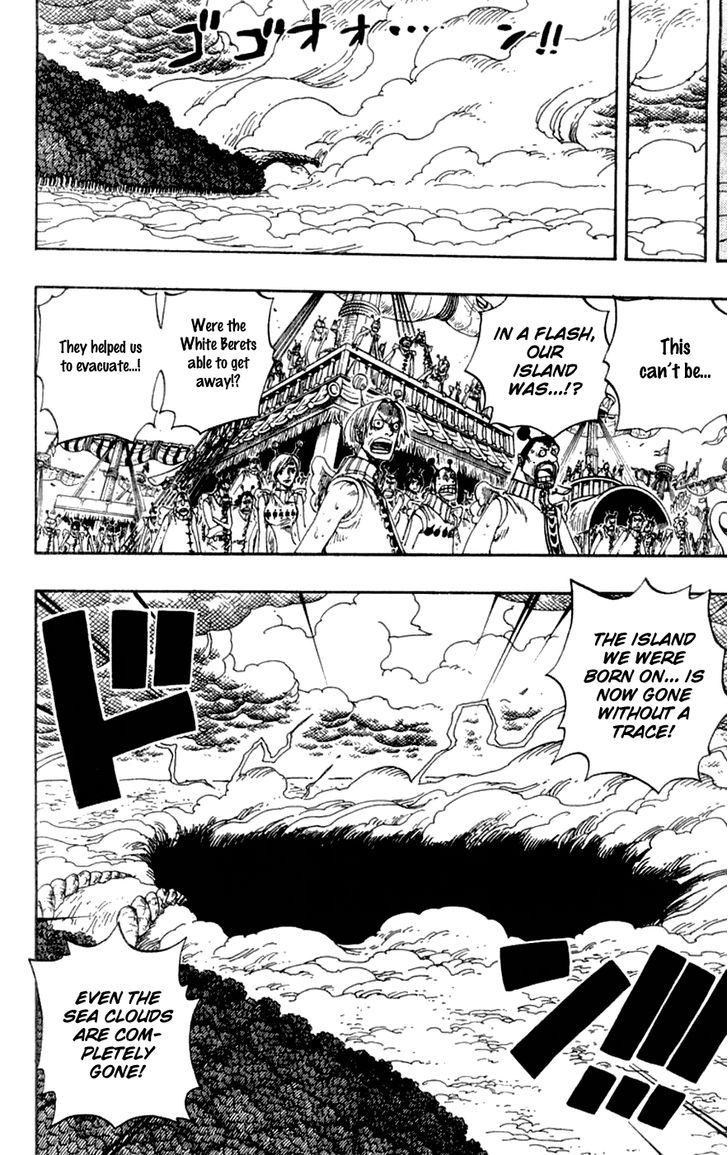 ゴゴオオ…ン!!
This
can't be...
IN A FLASH,
OUR
ISLAND
WAS...!?
Were the
White Berets
able to get
away!?
They helped us
to evacuate...!
THE ISLAND
WE WERE
BORN ON... IS
NOW GONE
WITHOUT A
TRACE!
ドン!!
EVEN THE
SEA CLOUDS
ARE COM-
PLETELY
GONE!